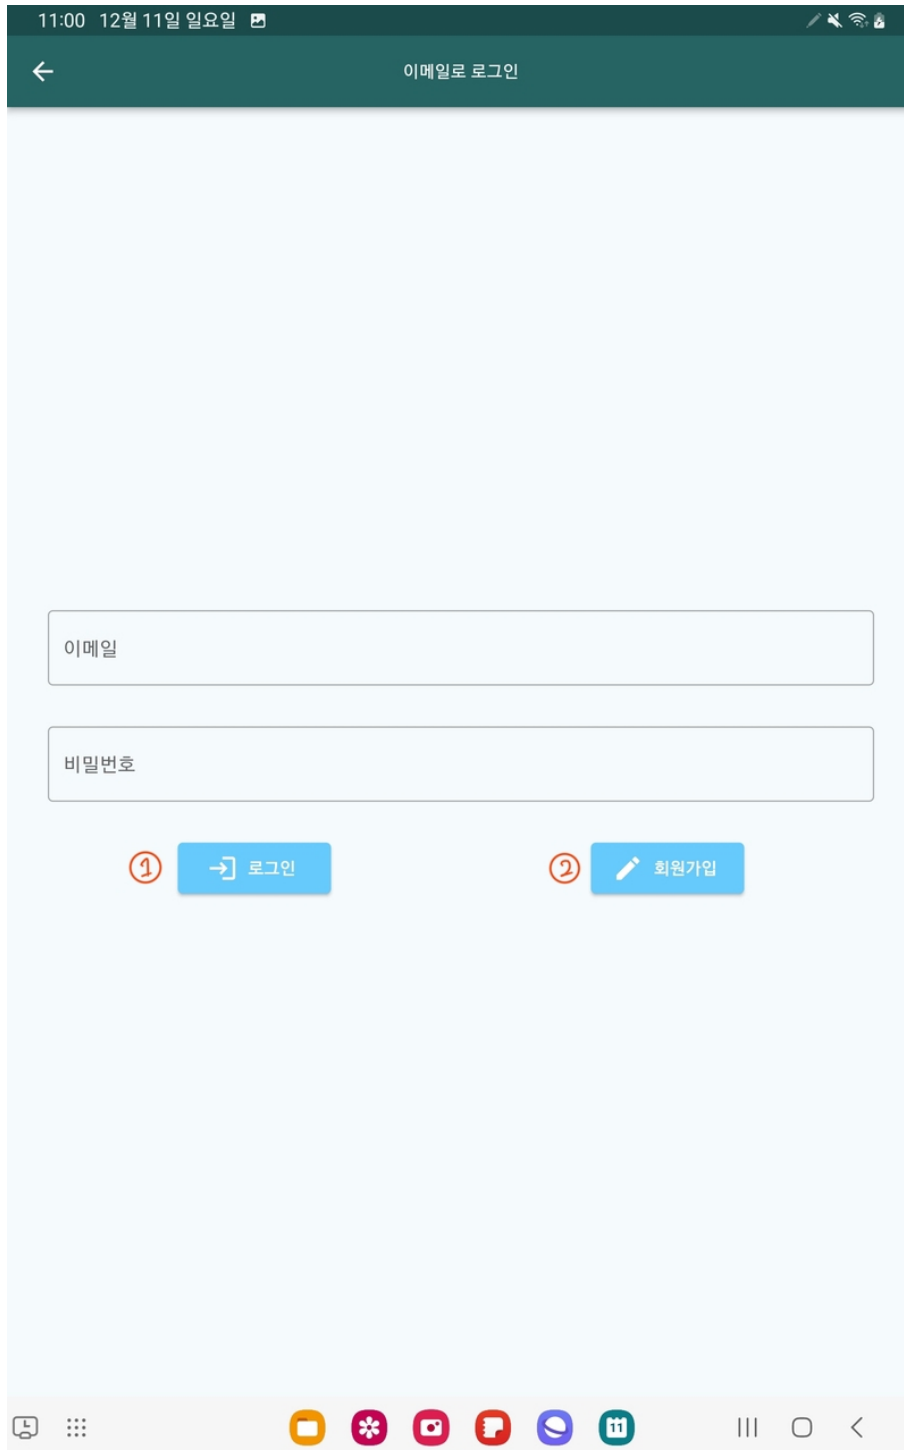 11:00 12월 11일 일요일
이메일로 로그인
이메일
비밀번호
① 로그인 ② 회원가입
11